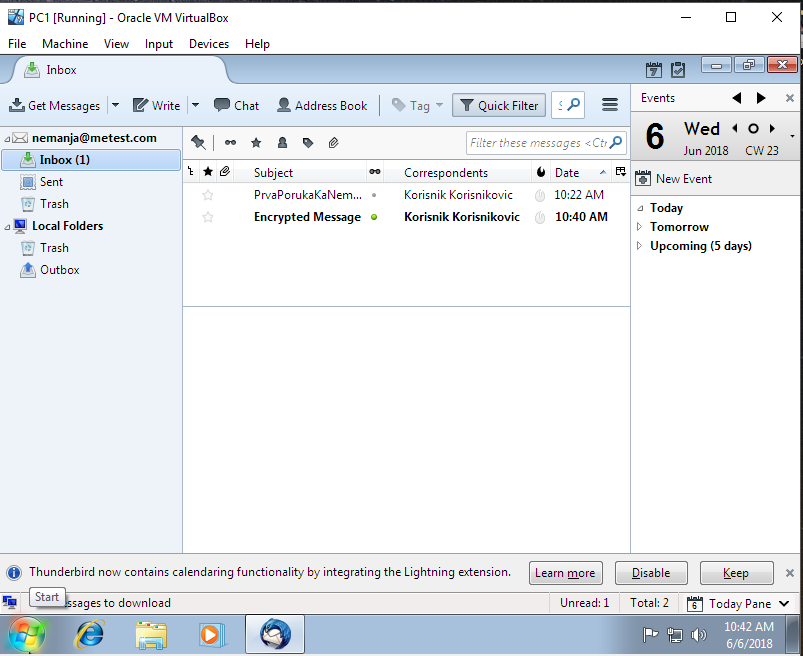 PC1 [Running] - Oracle VM VirtualBox
File Machine View Input Devices Help
Inbox
7
Get Messages Write Chat Address Book Tag Quick Filter
Events
Filter these messages <Ctr
6 Wed
Jun 2018 CW 23
New Event
nemanja@metest.com
Inbox (1)
Sent
Trash
Local Folders
Trash
Outbox
Subject Correspondents Date
PrvaPorukaKaNem... Korisnik Korisnikovic 10:22 AM
Encrypted Message Korisnik Korisnikovic 10:40 AM
Today
Tomorrow
Upcoming (5 days)
Thunderbird now contains calendaring functionality by integrating the Lightning extension. Learn more Disable Keep
Start
to download Unread: 1 Total: 2 6 Today Pane
10:42 AM
6/6/2018